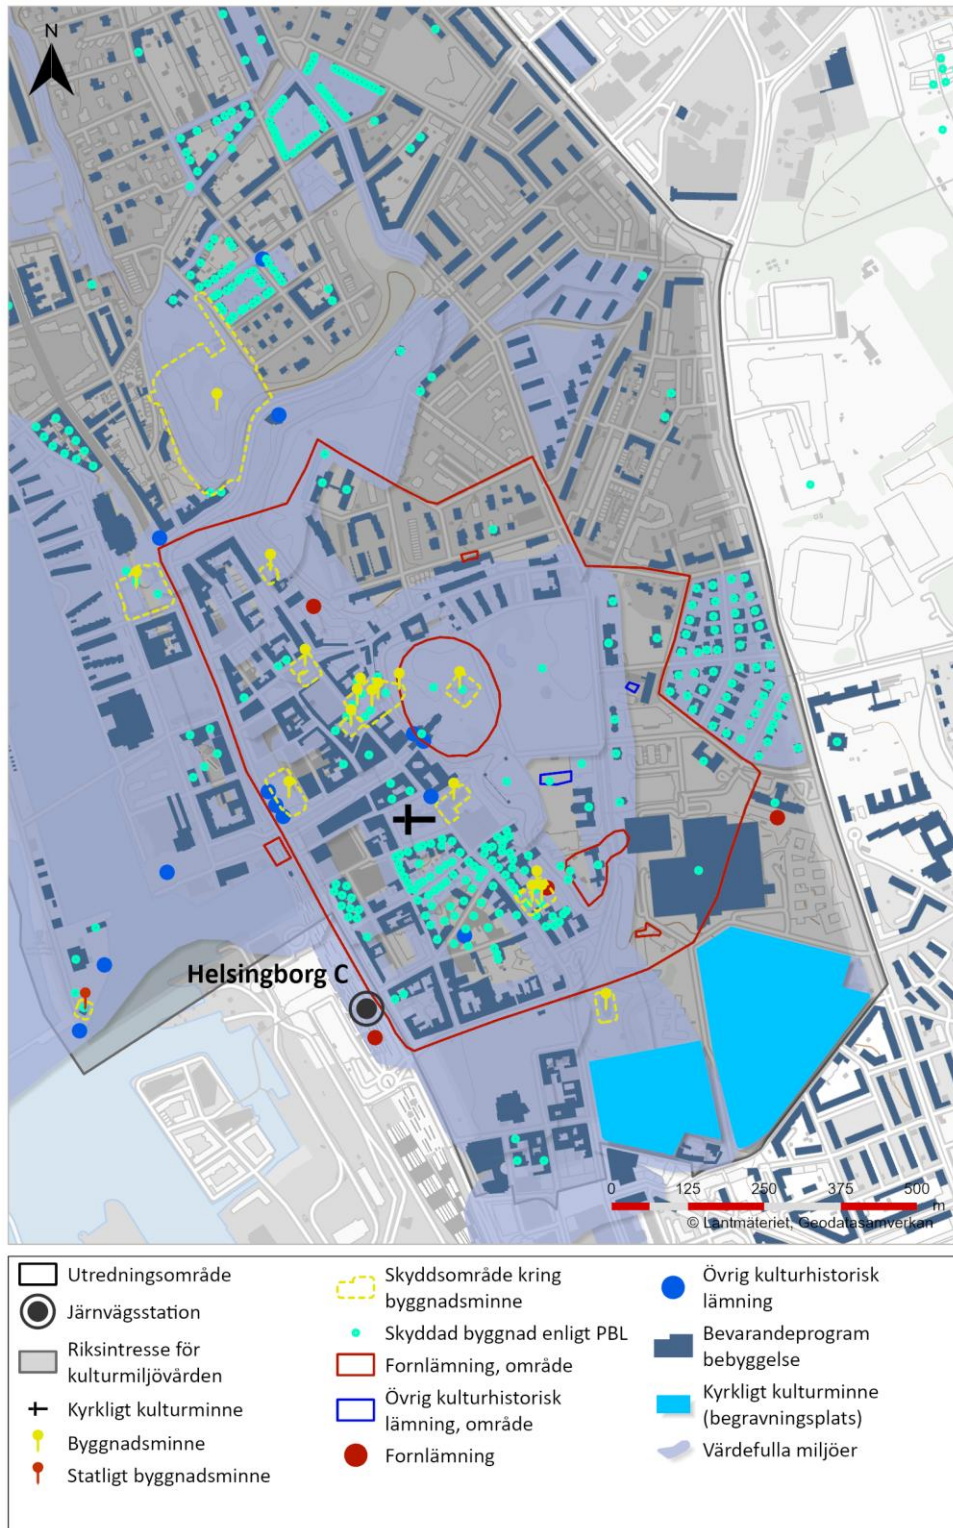 N
Helsingborg C
0 125 250 375 500
m
© Lantmäteriet, Geodatasamverkan
Utredningsområde
Järnvägsstation
Riksintresse för
kulturmiljövården
Kyrkligt kulturminne
Byggnadsminne
Statligt byggnadsminne
Skyddsområde kring
byggnadsminne
Skyddad byggnad enligt PBL
Fornlämning, område
Övrig kulturhistorisk
lämning, område
Fornlämning
Övrig kulturhistorisk
lämning
Bevarandeprogram
bebyggelse
Kyrkligt kulturminne
(begravningsplats)
Värdefulla miljöer